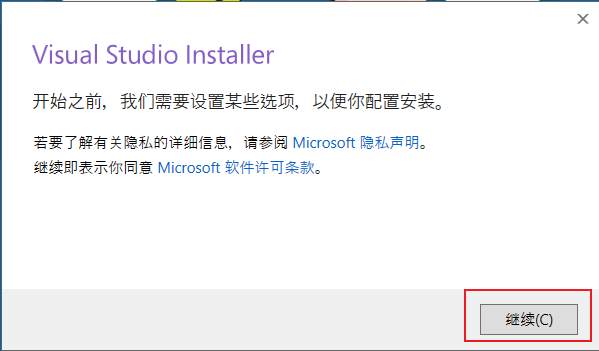 Visual Studio Installer
开始之前，我们需要设置某些选项，以便你配置安装。
若要了解有关隐私的详细信息，请参阅 Microsoft 隐私声明。
继续即表示你同意 Microsoft 软件许可条款。
继续(C)